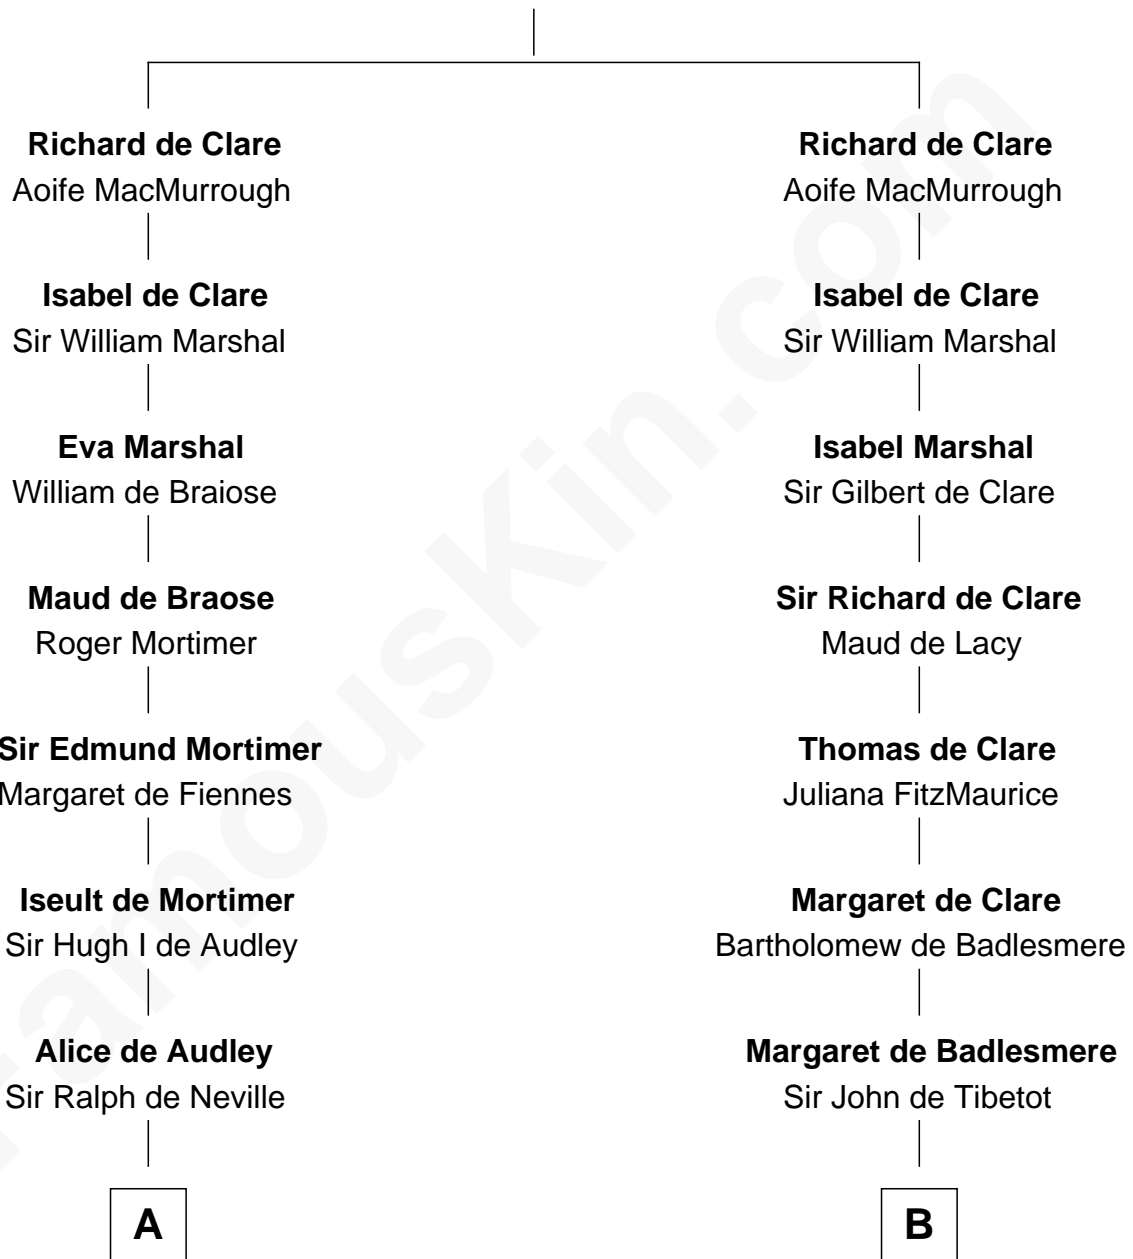 Richard de Clare
Aoife MacMurrough
Isabel de Clare
Sir William Marshal
Eva Marshal
William de Braiose
Maud de Braose
Roger Mortimer
Sir Edmund Mortimer
Margaret de Fiennes
Iseult de Mortimer
Sir Hugh I de Audley
Alice de Audley
Sir Ralph de Neville
A
Richard de Clare
Aoife MacMurrough
Isabel de Clare
Sir William Marshal
Isabel Marshal
Sir Gilbert de Clare
Sir Richard de Clare
Maud de Lacy
Thomas de Clare
Juliana FitzMaurice
Margaret de Clare
Bartholomew de Badlesmere
Margaret de Badlesmere
Sir John de Tibetot
B
FamousKin.com